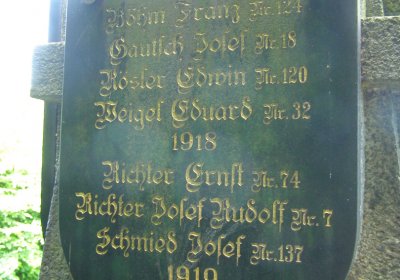 Böhm Franz Nr. 124
Gautsch Josef Nr. 18
Rösler Edwin Nr. 120
Weigel Eduard Nr. 32
1918
Richter Ernst Nr. 74
Richter Josef Rudolf Nr. 7
Schmied Josef Nr. 137
1919